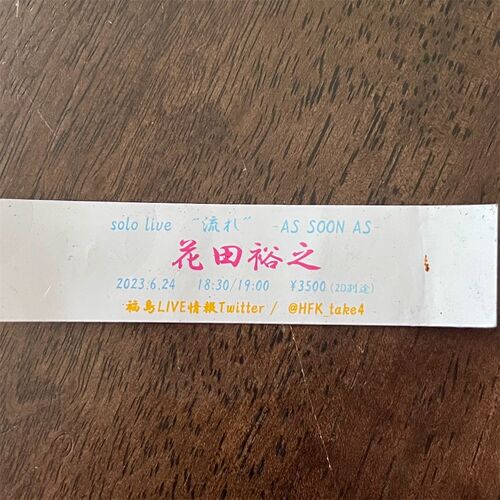 solo live "流れ" -AS SOON AS-
花田裕之
2023.6.24 18:30/19:00 ¥3500(2D別途)
福島LIVE情報Twitter / @HFK_take4